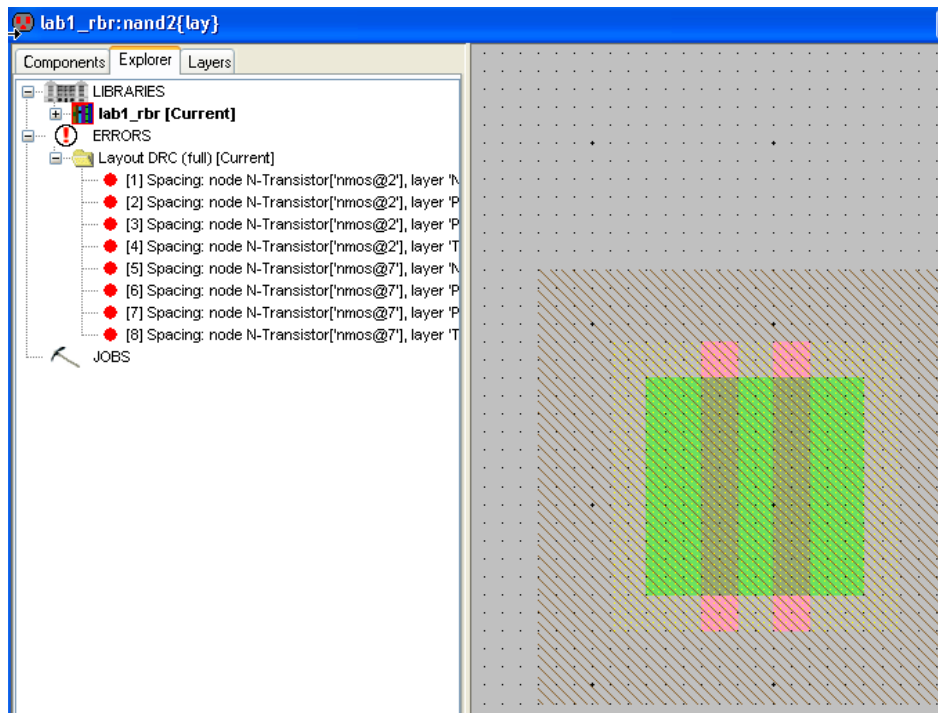 lab1_rbr:nand2{lay}
Components Explorer Layers
LIBRARIES
lab1_rbr [Current]
ERRORS
Layout DRC (full) [Current]
[1] Spacing: node N-Transistor['nmos@2'], layer 'N
[2] Spacing: node N-Transistor['nmos@2'], layer 'P
[3] Spacing: node N-Transistor['nmos@2'], layer 'P
[4] Spacing: node N-Transistor['nmos@2'], layer 'T
[5] Spacing: node N-Transistor['nmos@7'], layer 'N
[6] Spacing: node N-Transistor['nmos@7'], layer 'P
[7] Spacing: node N-Transistor['nmos@7'], layer 'P
[8] Spacing: node N-Transistor['nmos@7'], layer 'T
JOBS